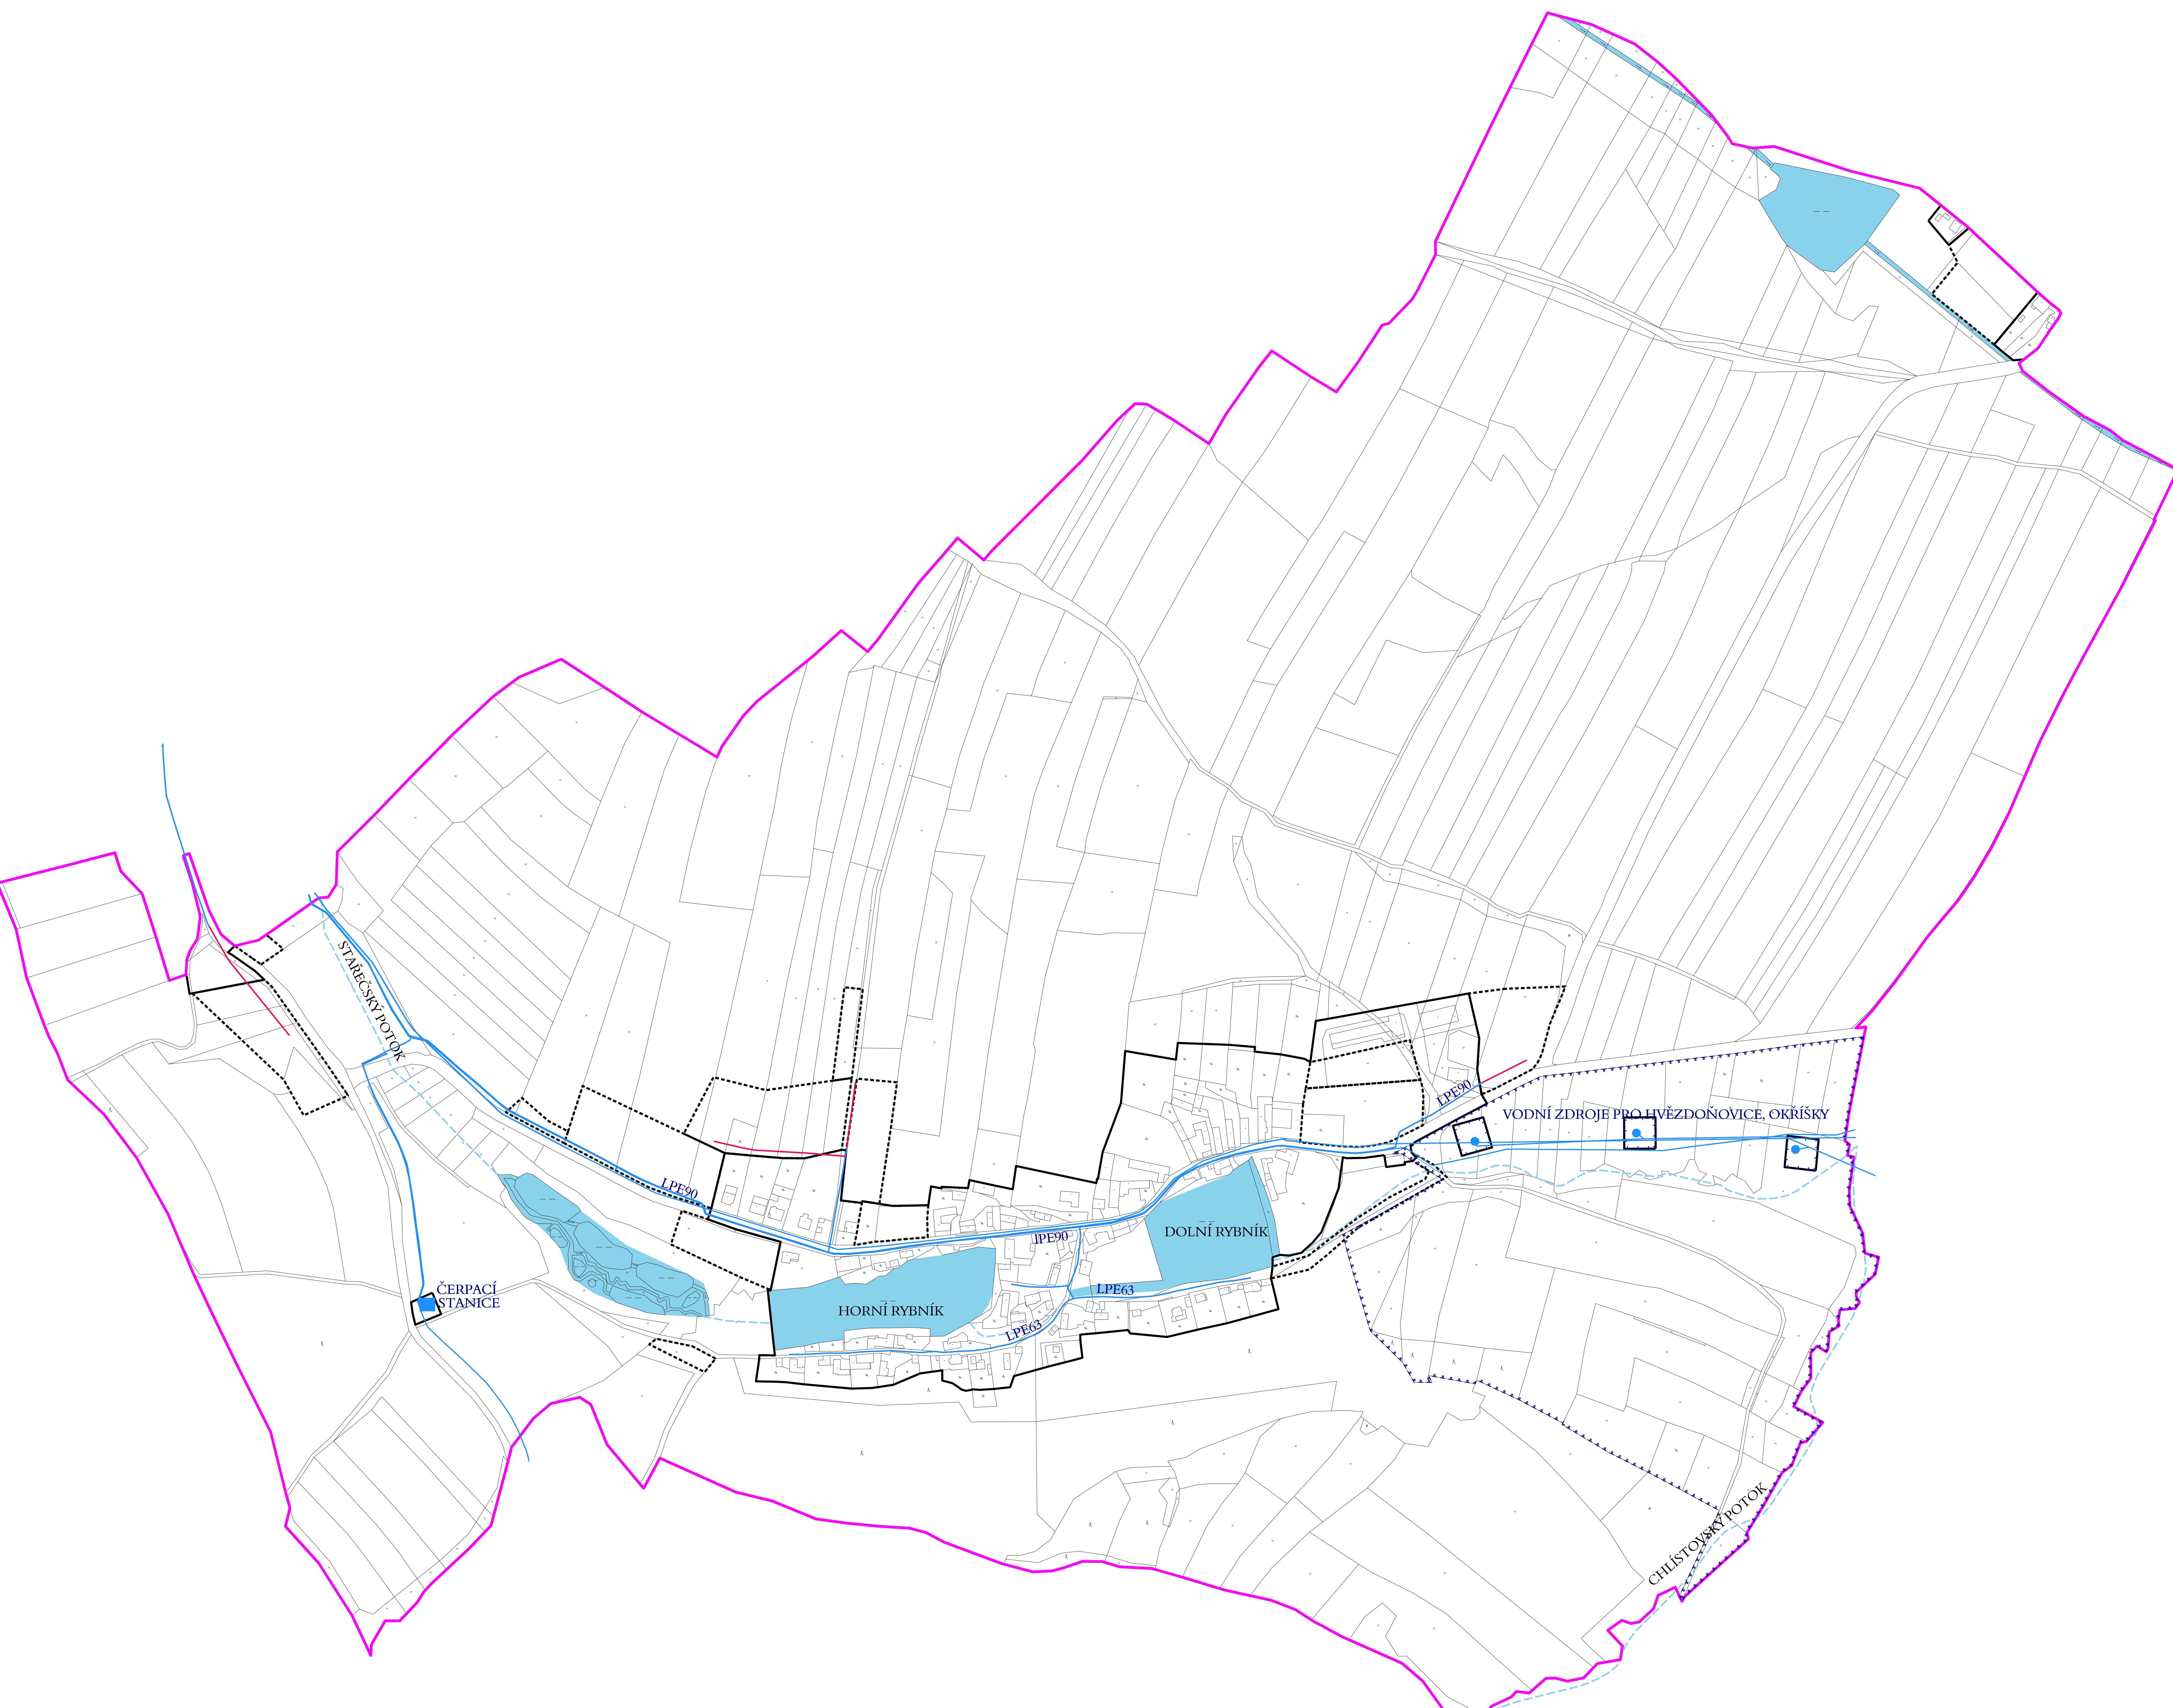 STAŘEČSKÝ POTOK
LPE90
VODNÍ ZDROJE PRO HVĚZDOŇOVICE, OKŘÍŠKY
LPE90
DOLNÍ RYBNÍK
lPE90
ČERPACÍ
STANICE
LPE63
HORNÍ RYBNÍK
LPE63
CHLÍSTOVSKÝ POTOK